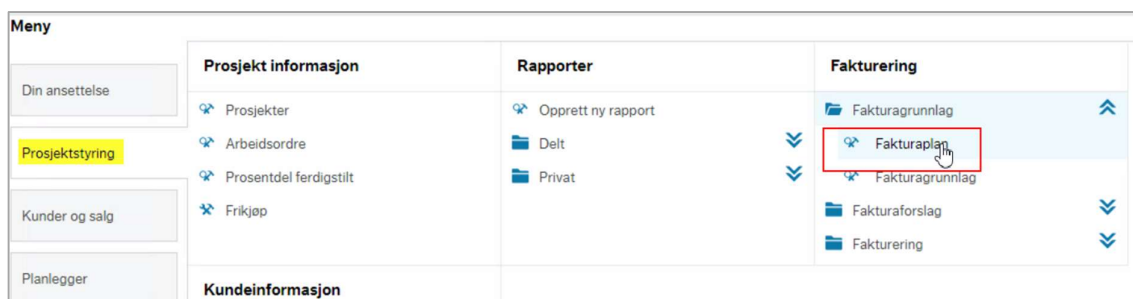 Meny
Din ansettelse
Prosjektstyring
Kunder og salg
Planlegger
Prosjekt informasjon
Prosjekter
Arbeidsordre
Prosentdel ferdigstilt
Frikjøp
Kundeinformasjon
Rapporter
Opprett ny rapport
Delt
Privat
Fakturering
Fakturagrunnlag
Fakturaplan
Fakturagrunnlag
Fakturaforslag
Fakturering